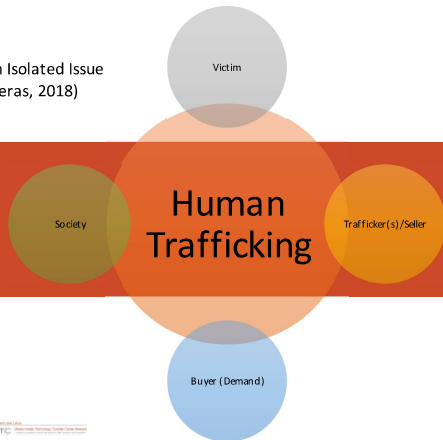 n Isolated Issue
eras, 2018)
Victim
Society
Human
Trafficking
Trafficker(s)/Seller
Buyer (Demand)